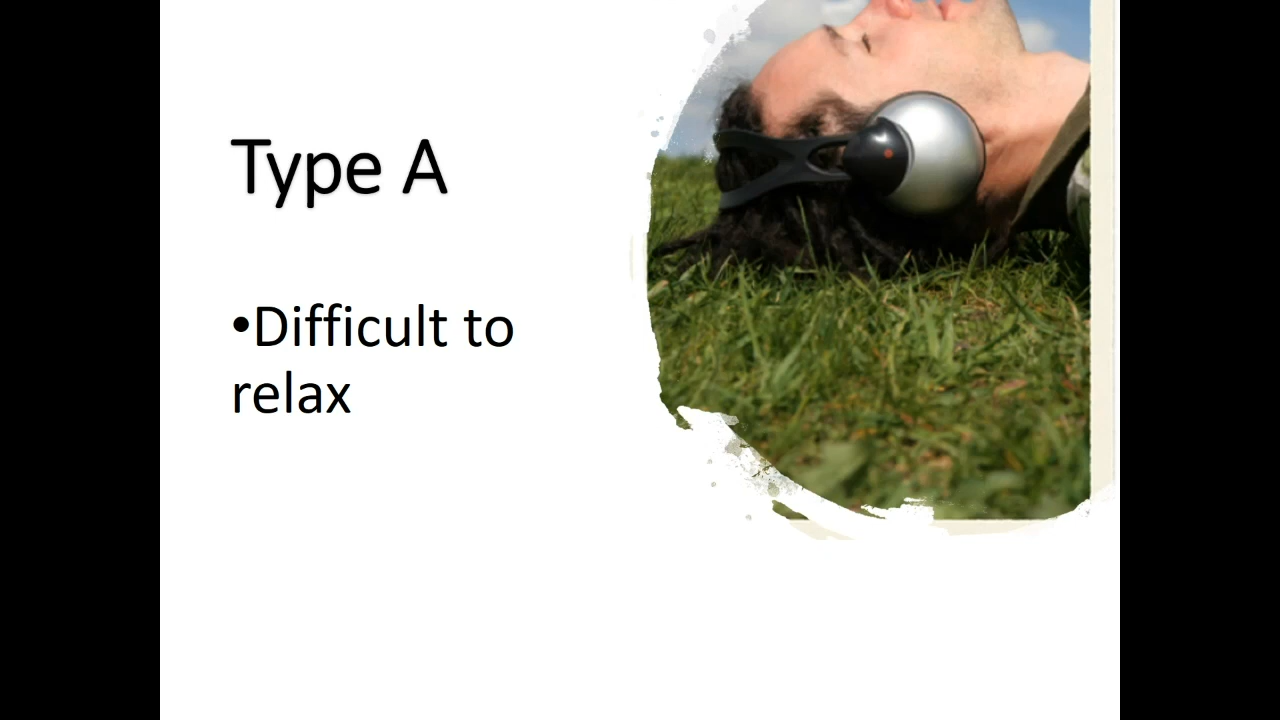 Type A
•Difficult to
relax